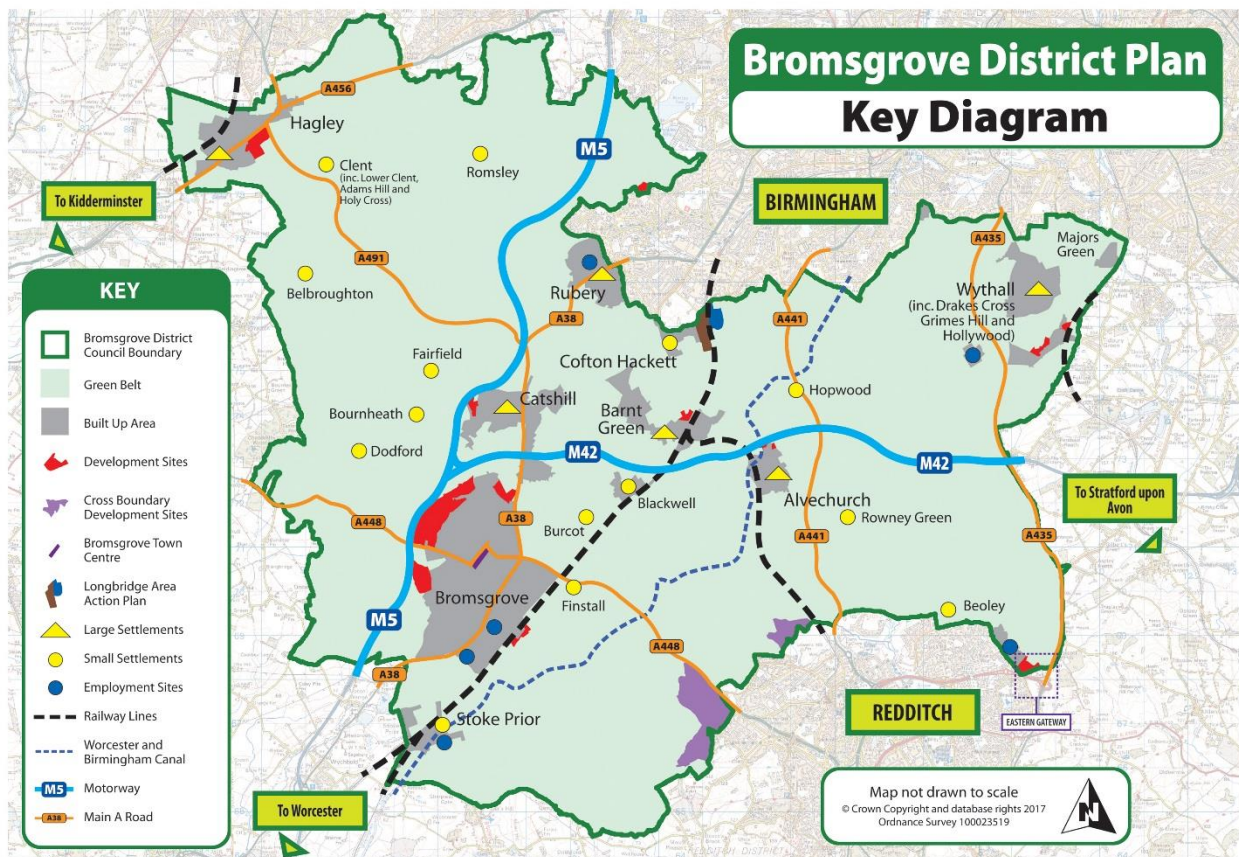 Bromsgrove District Plan
Key Diagram
A456
Hagley
M5
Clent
(inc. Lower Clent,
Adams Hill and
Holy Cross)
Romsley
To Kidderminster
BIRMINGHAM
A435
Majors
Green
A491
Belbroughton
Rubery
A38
A441
Wythall
(inc. Drakes Cross
Grimes Hill and
Hollywood)
Cofton Hackett
Fairfield
Hopwood
Catshill
Bournheath
Barnt
Green
Dodford
M42
M42
Blackwell
Alvechurch
To Stratford upon
Avon
A448
A38
Burcot
Rowney Green
A441
A435
Bromsgrove
Finstall
Beoley
M5
A448
A38
REDDITCH
EASTERN GATEWAY
Stoke Prior
To Worcester
KEY
Bromsgrove District
Council Boundary
Green Belt
Built Up Area
Development Sites
Cross Boundary
Development Sites
Bromsgrove Town
Centre
Longbridge Area
Action Plan
Large Settlements
Small Settlements
Employment Sites
Railway Lines
Worcester and
Birmingham Canal
M5
Motorway
A38
Main A Road
Map not drawn to scale
© Crown Copyright and database rights 2017
Ordnance Survey 100023519
N